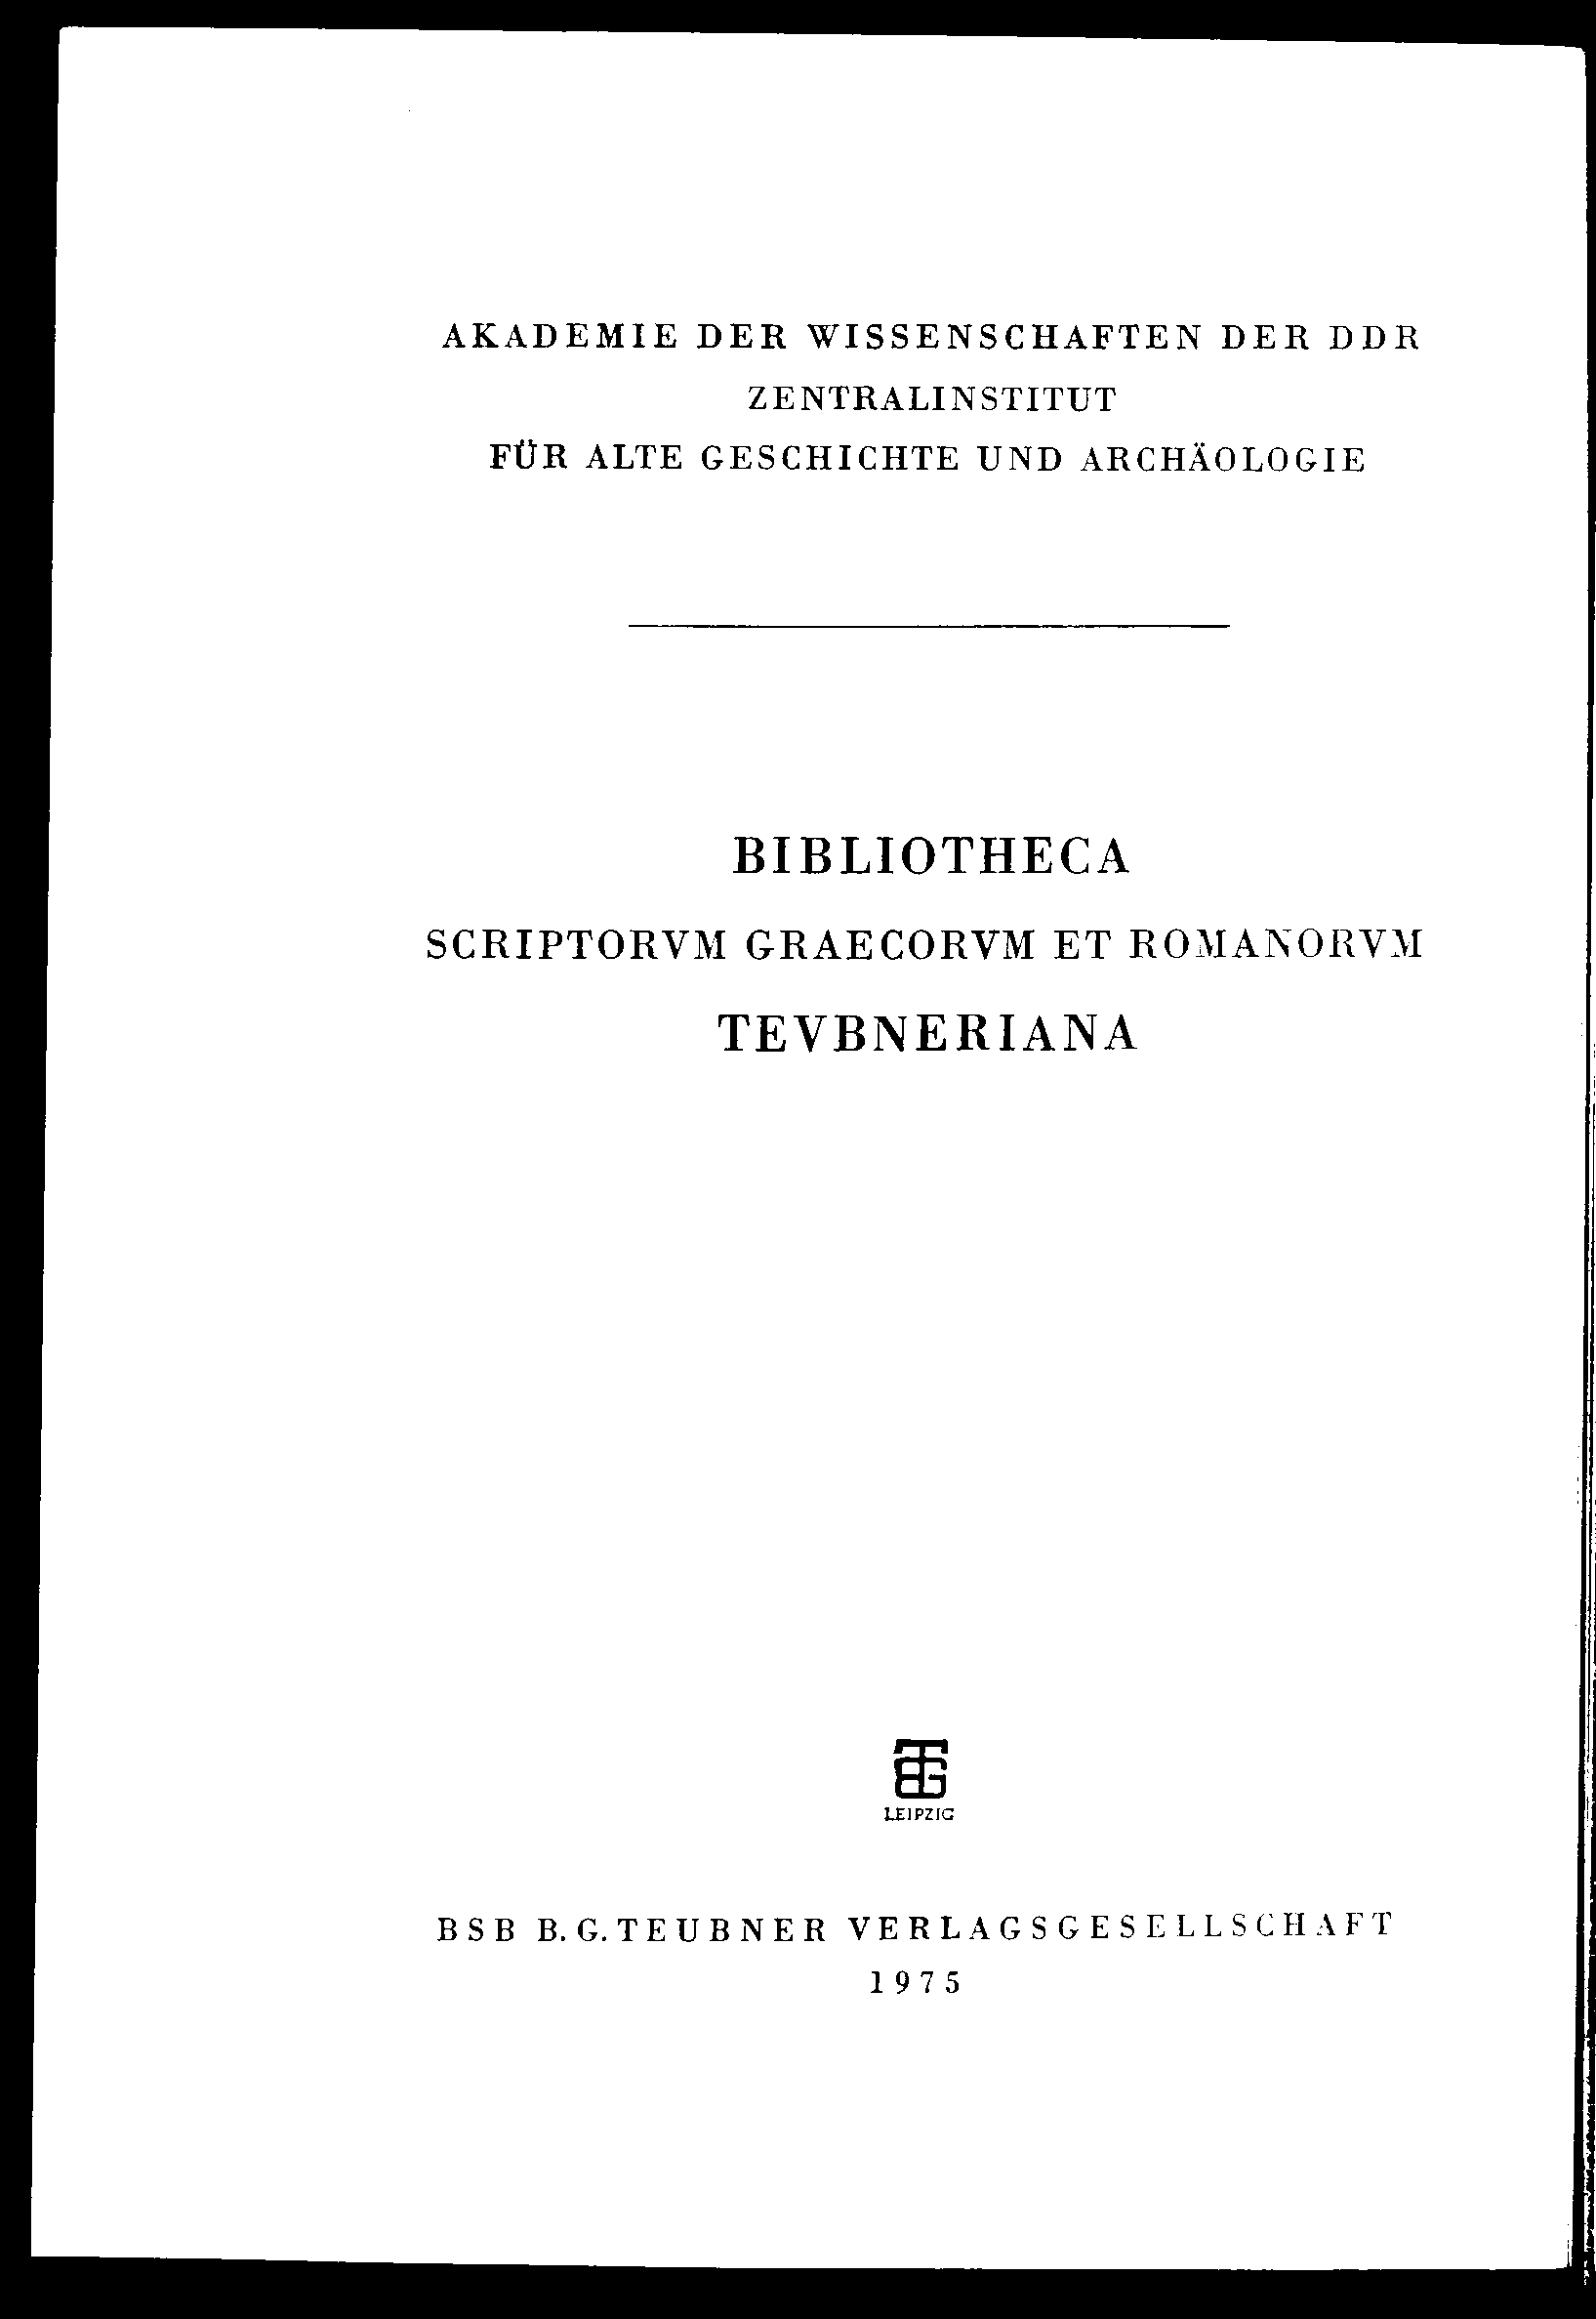 AKADEMIE DER WISSENSCHAFTEN DER DDR
ZENTRALINSTITUT
FÜR ALTE GESCHICHTE UND ARCHÄOLOGIE
BIBLIOTHECA
SCRIPTORVM GRAECORVM ET ROMANORVM
TEVBNERIANA
BTG
LEIPZIG
BSB B.G.TEUBNER VERLAGSGESELLSCHAFT
1975